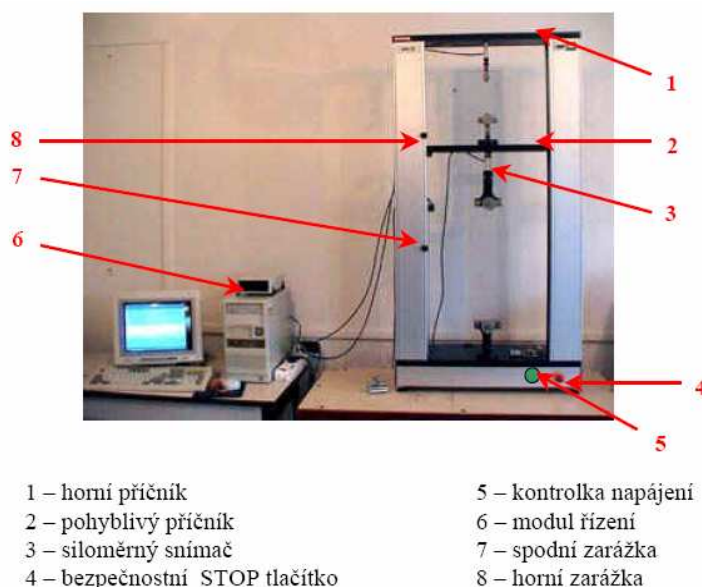 1
8
2
7
3
6
4
5
1 – horní příčník
2 – pohyblivý příčník
3 – siloměrný snímač
4 – bezpečnostní STOP tlačítko
5 – kontrolka napájení
6 – modul řízení
7 – spodní zarážka
8 – horní zarážka